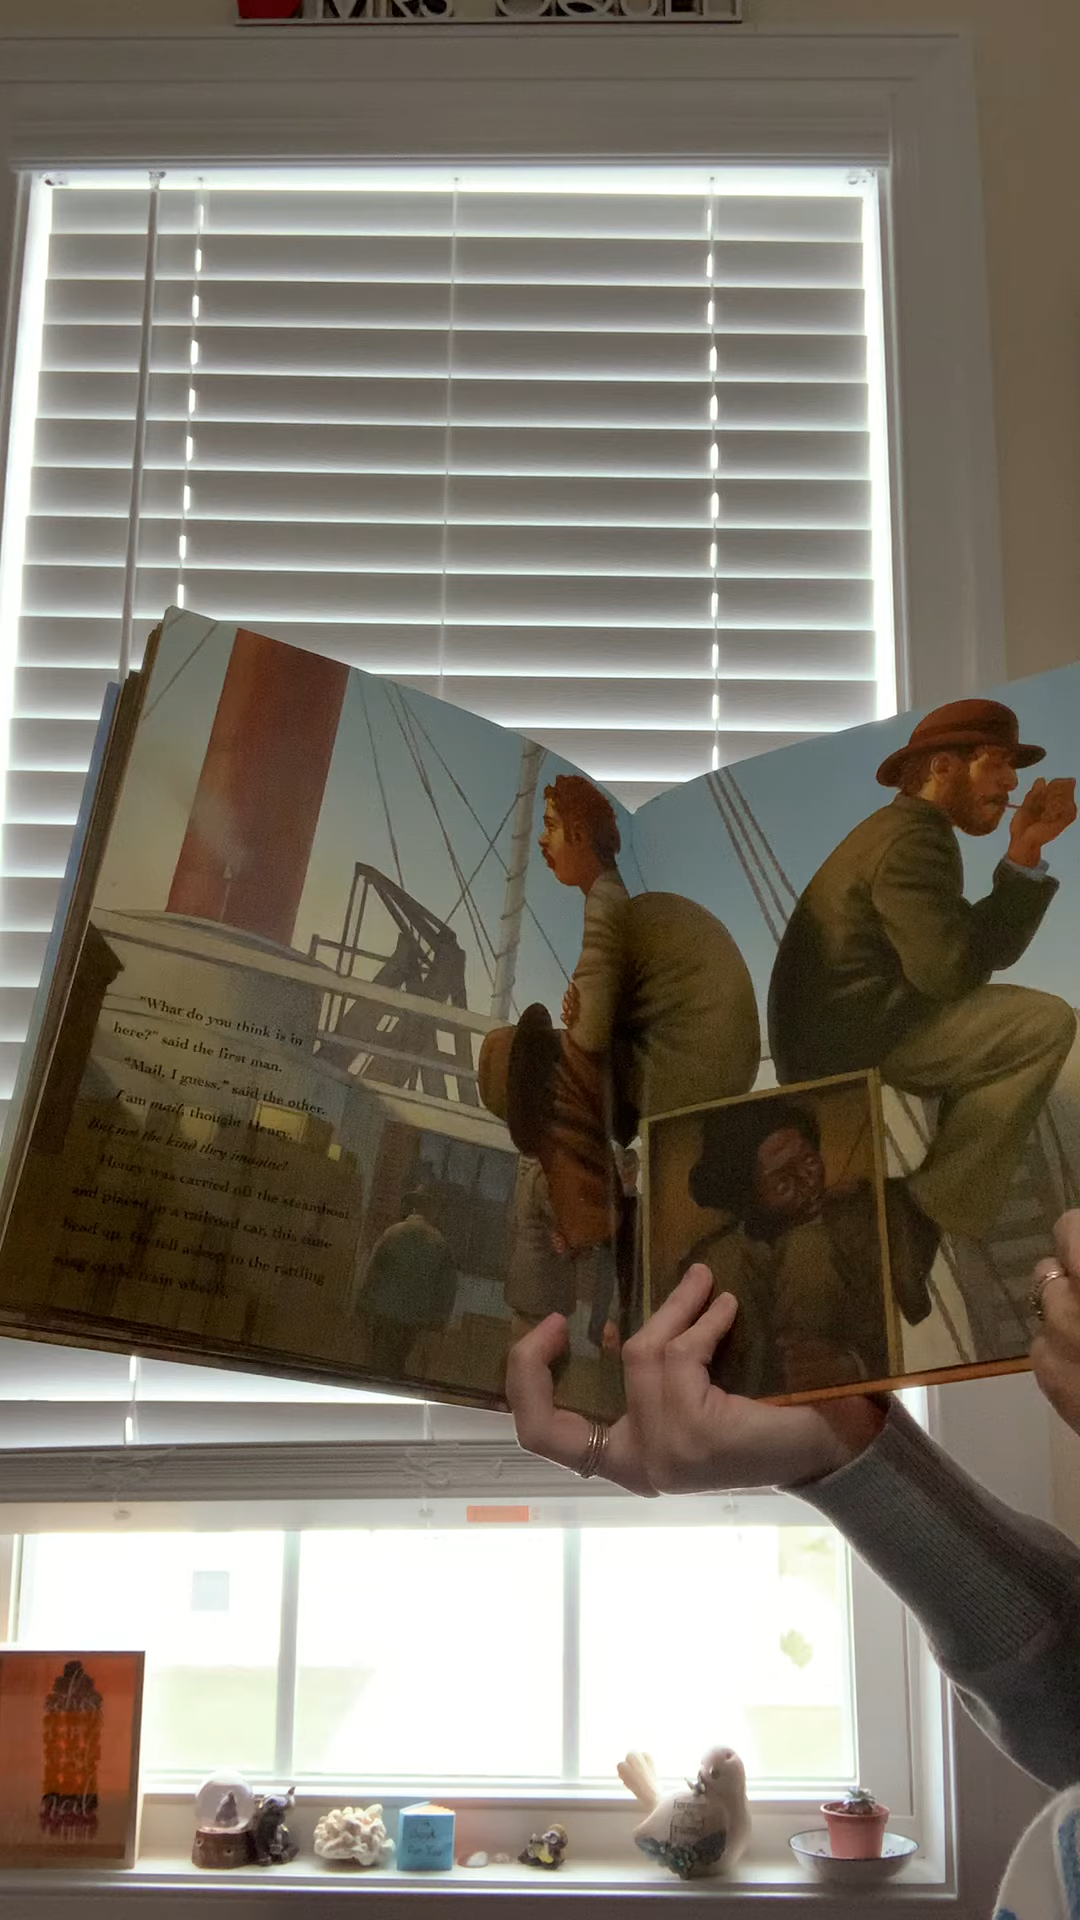 MRS
"What do you think is in
here?" said the first man.
"Mail, I guess," said the other.
I am mail, thought Henry.
But not the kind they imagine!
Henry was carried off the steamboat
and placed in a railroad car, this time
head up. He fell asleep to the rattling
song of the train wheels.